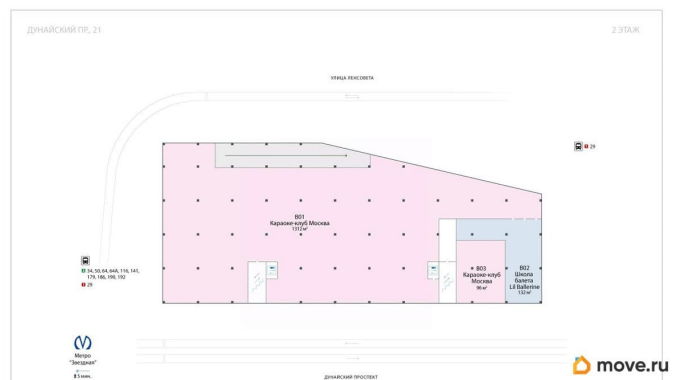 ДУНАЙСКИЙ ПР, 21
2 ЭТАЖ
УЛИЦА ЛЕНСОВЕТА
29
B01
Караоке-клуб Москва
1312 м²
34, 50, 64, 64А, 116, 141,
179, 186, 190, 192
29
B03
Караоке-клуб
Москва
96 м²
B02
Школа
балета
Lil Ballerine
132 м²
Метро
"Звездная"
5 мин.
ДУНАЙСКИЙ ПРОСПЕКТ
move.ru